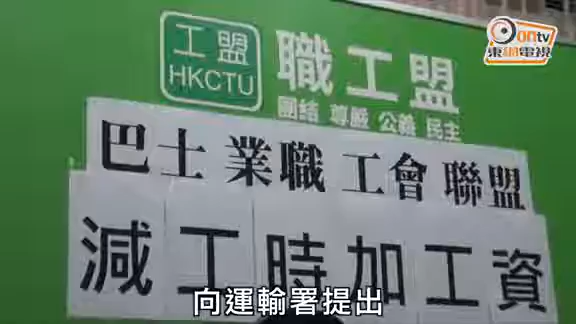 ontv
東網電視
工盟
HKCTU
職工盟
團結 尊嚴 公義 民主
巴士業職工會聯盟
減工時加工資
向運輸署提出